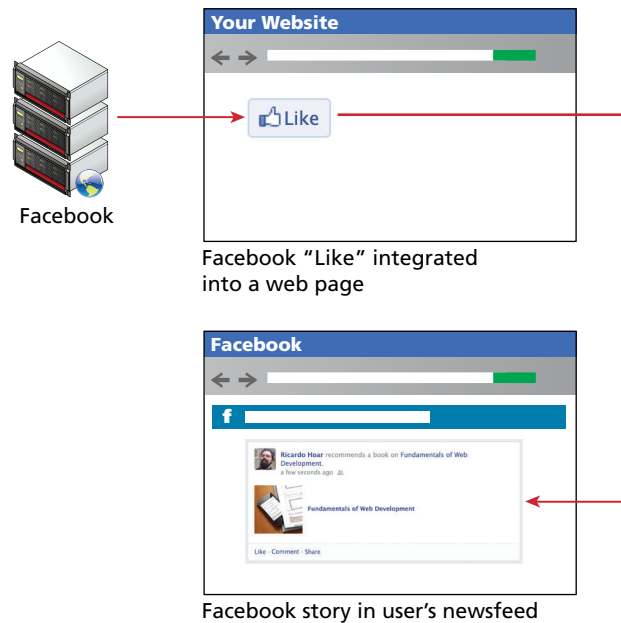 Your Website
Like
Facebook
Facebook “Like” integrated
into a web page
Facebook
f
Ricardo Hoar recommends a book on Fundamentals of Web
Development.
a few seconds ago
Fundamentals of Web Development
Like · Comment · Share
Facebook story in user’s newsfeed